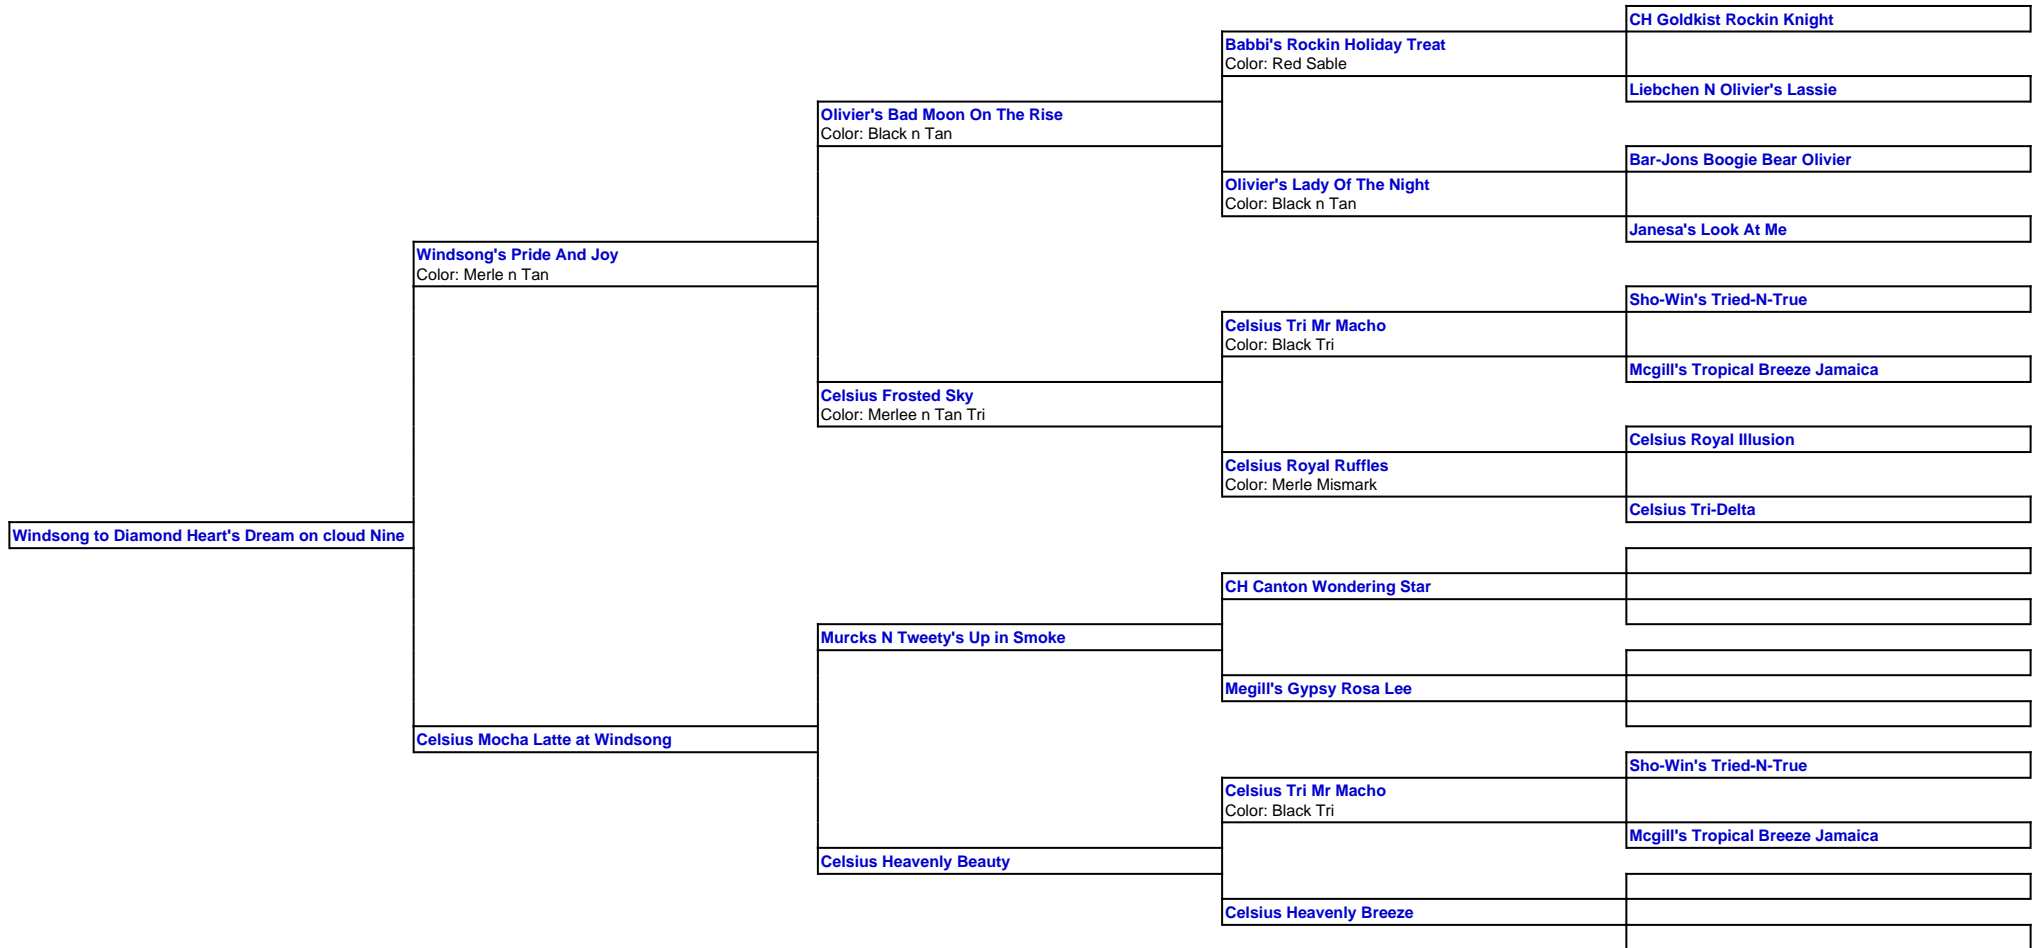 CH Goldkist Rockin Knight
Babbi's Rockin Holiday Treat
Color: Red Sable
Liebchen N Olivier's Lassie
Olivier's Bad Moon On The Rise
Color: Black n Tan
Bar-Jons Boogie Bear Olivier
Olivier's Lady Of The Night
Color: Black n Tan
Janesa's Look At Me
Windsong's Pride And Joy
Color: Merle n Tan
Sho-Win's Tried-N-True
Celsius Tri Mr Macho
Color: Black Tri
Mcgill's Tropical Breeze Jamaica
Celsius Frosted Sky
Color: Merlee n Tan Tri
Celsius Royal Illusion
Celsius Royal Ruffles
Color: Merle Mismark
Celsius Tri-Delta
Windsong to Diamond Heart's Dream on cloud Nine
CH Canton Wondering Star
Murcks N Tweety's Up in Smoke
Megill's Gypsy Rosa Lee
Celsius Mocha Latte at Windsong
Sho-Win's Tried-N-True
Celsius Tri Mr Macho
Color: Black Tri
Mcgill's Tropical Breeze Jamaica
Celsius Heavenly Beauty
Celsius Heavenly Breeze